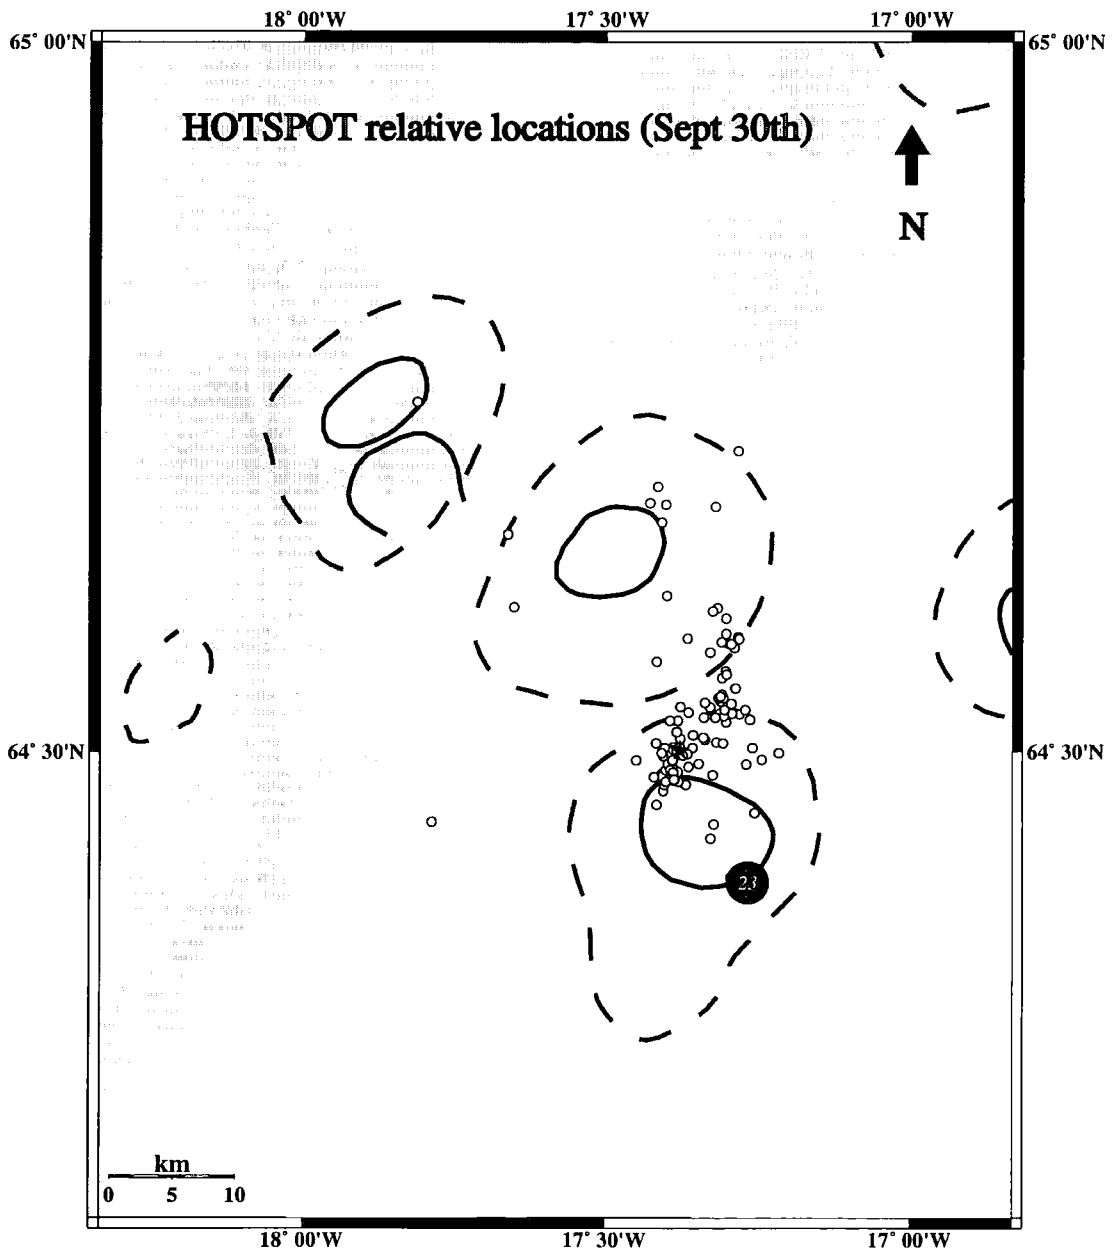 18° 00'W 17° 30'W 17° 00'W
65° 00'N 65° 00'N
HOTSPOT relative locations (Sept 30th)
N
64° 30'N 64° 30'N
23
km
0 5 10
18° 00'W 17° 30'W 17° 00'W